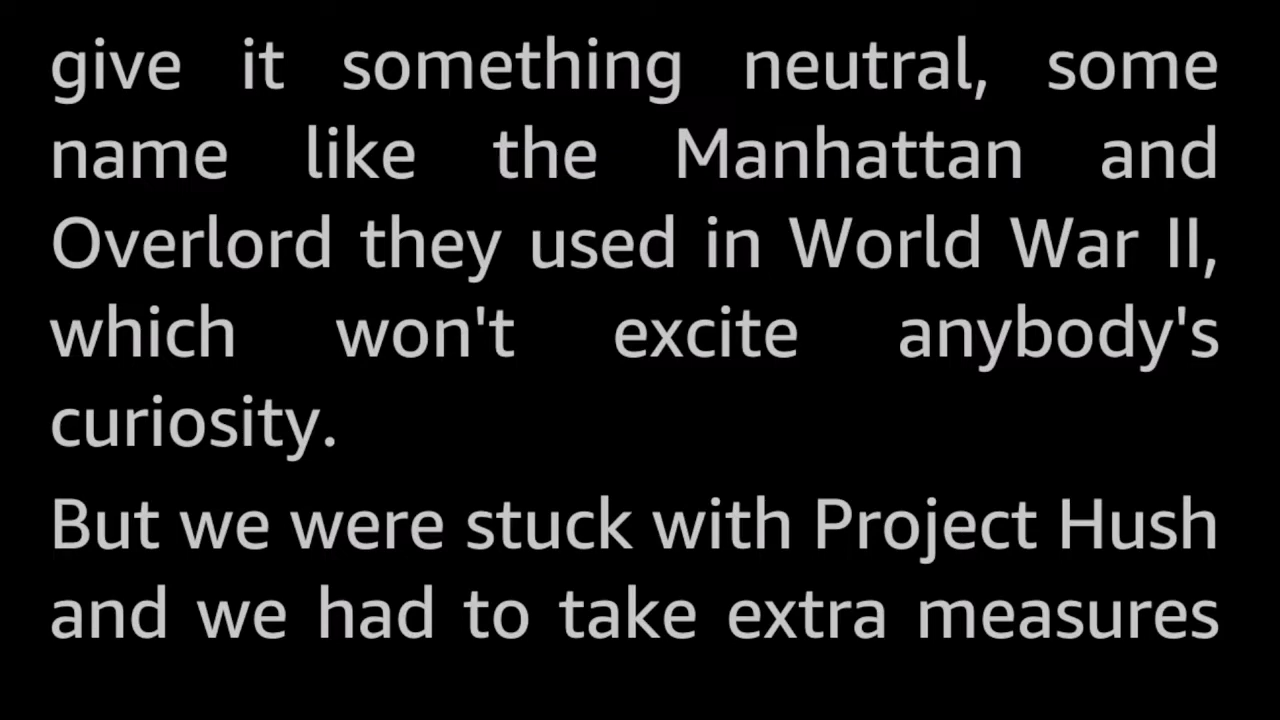 give it something neutral, some
name like the Manhattan and
Overlord they used in World War II,
which won't excite anybody's
curiosity.
But we were stuck with Project Hush
and we had to take extra measures